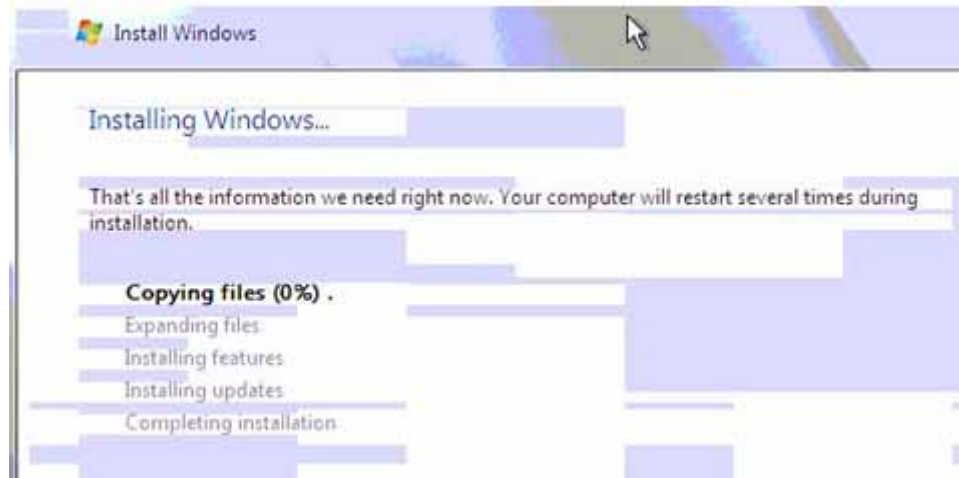 Install Windows
Installing Windows...
That's all the information we need right now. Your computer will restart several times during
installation.
Copying files (0%) .
Expanding files
Installing features
Installing updates
Completing installation